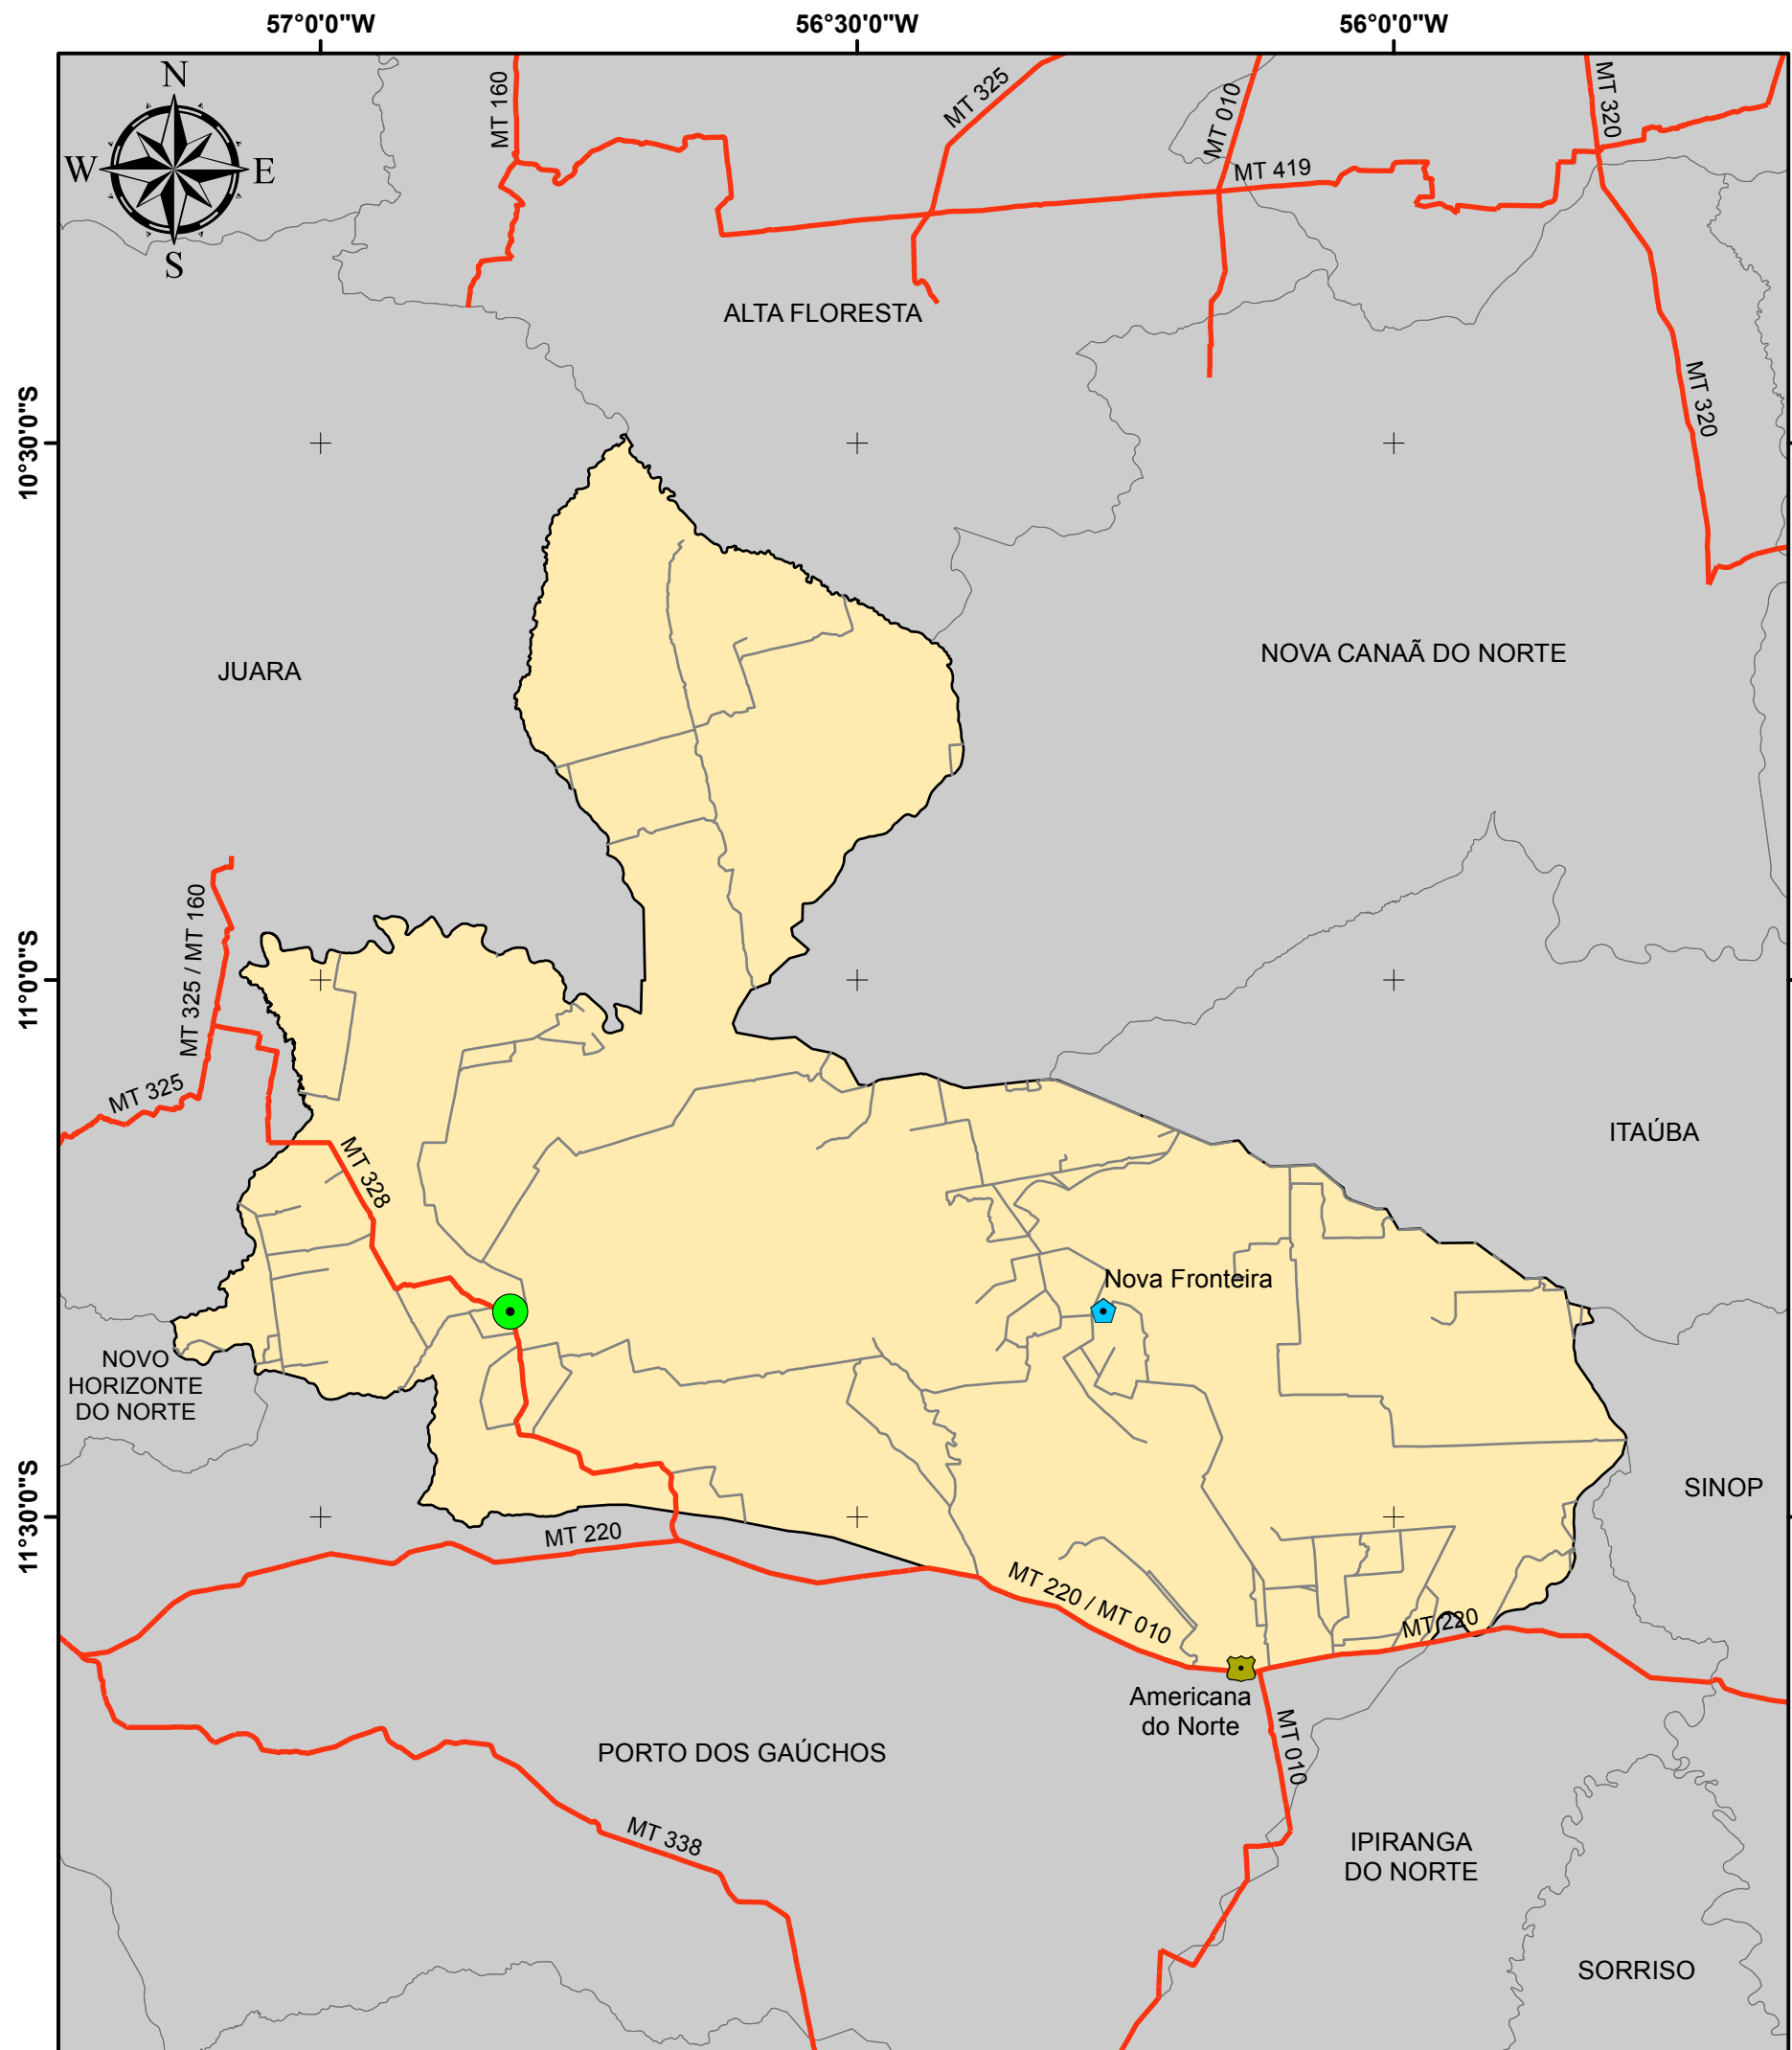 57°0'0"W
56°30'0"W
56°0'0"W
N
W
E
S
MT 160
MT 325
MT 010
MT 320
MT 419
ALTA FLORESTA
MT 320
10°30'0"S
JUARA
NOVA CANAÃ DO NORTE
MT 325 / MT 160
11°0'0"S
MT 325
ITAÚBA
MT 328
Nova Fronteira
NOVO
HORIZONTE
DO NORTE
11°30'0"S
SINOP
MT 220
MT 220 / MT 010
MT 220
Americana
do Norte
MT 010
PORTO DOS GAÚCHOS
MT 338
IPIRANGA
DO NORTE
SORRISO